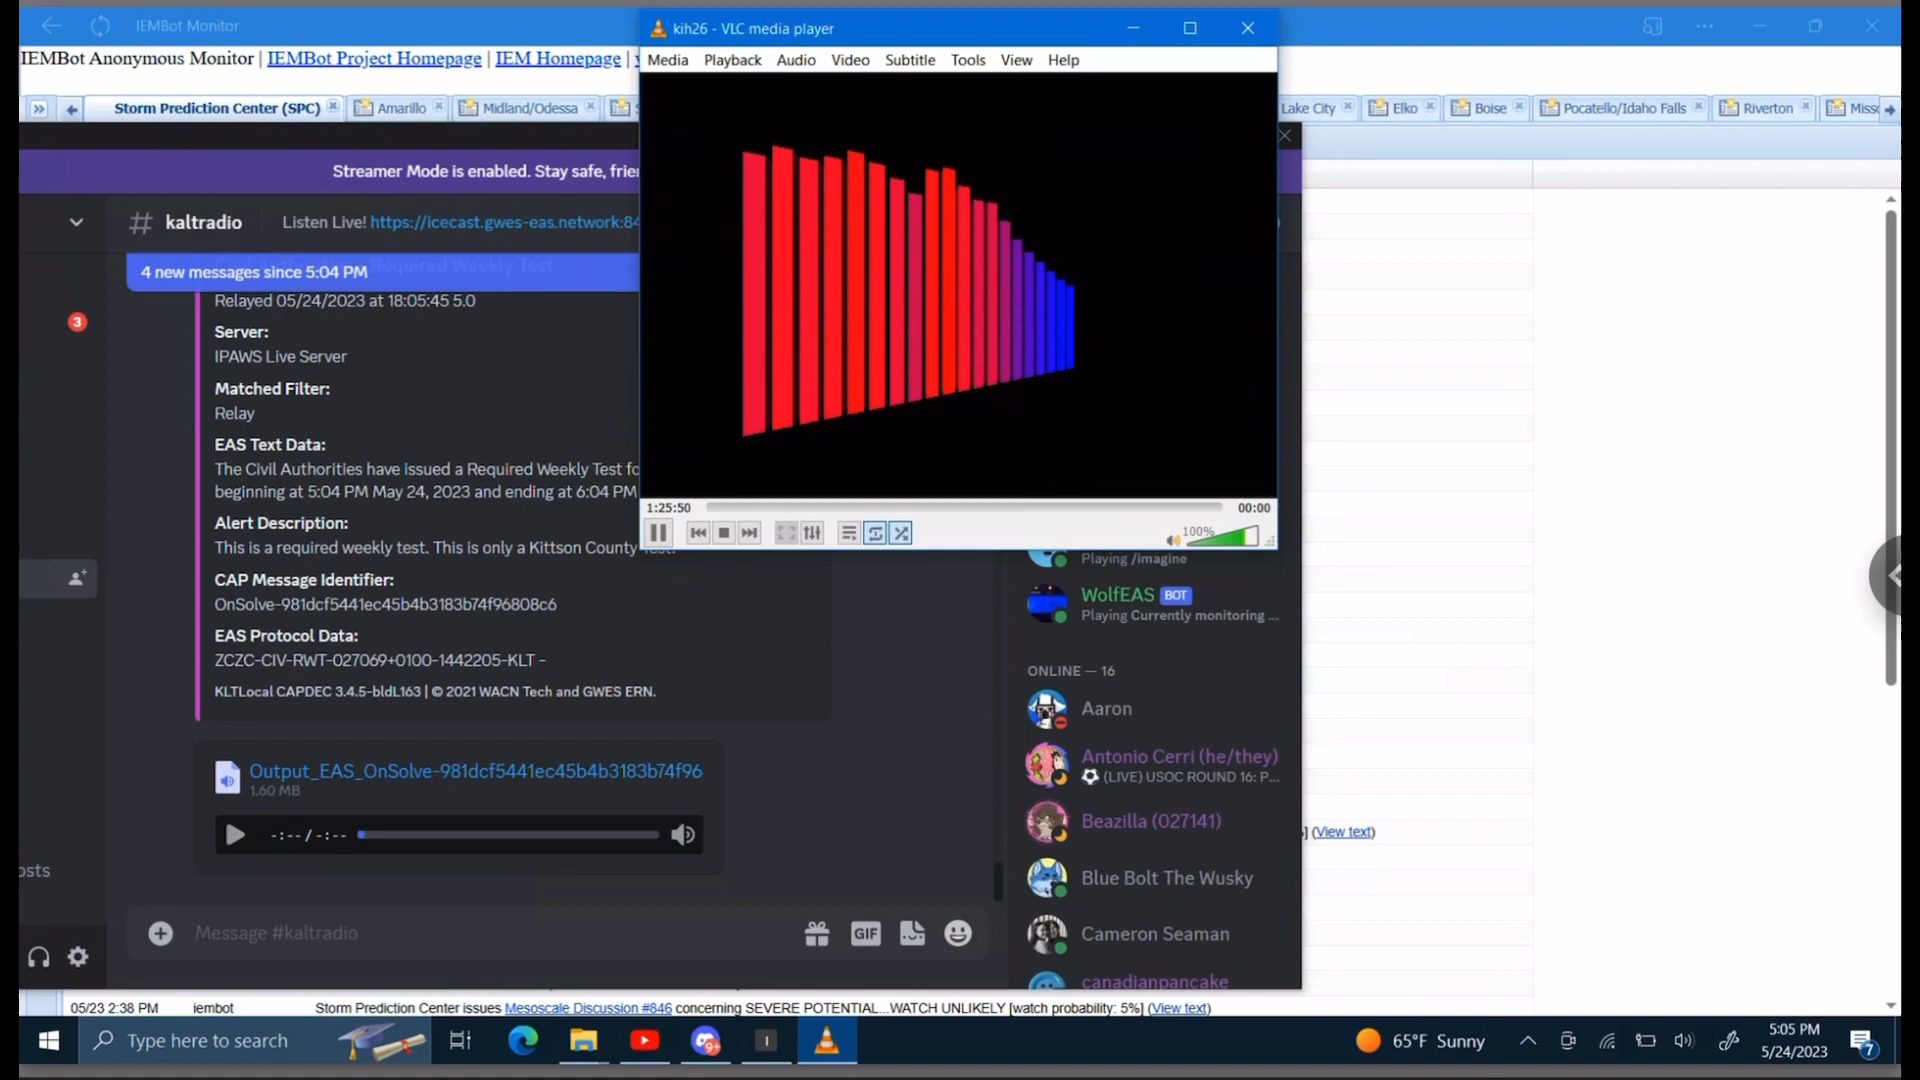 IEMBot Monitor
kih26 - VLC media player
IEMBot Anonymous Monitor | IEMBot Project Homepage | IEM Homepage |
Media Playback Audio Video Subtitle Tools View Help
Storm Prediction Center (SPC) Amarillo Midland/Odessa
Lake City Elko Boise Pocatello/Idaho Falls Riverton Misso
Streamer Mode is enabled. Stay safe, frien
# kaltradio Listen Live! https://icecast.gwes-eas.network:84
4 new messages since 5:04 PM
Required Weekly Test
Relayed 05/24/2023 at 18:05:45 5.0
3
Server:
IPAWS Live Server
Matched Filter:
Relay
EAS Text Data:
The Civil Authorities have issued a Required Weekly Test fo
beginning at 5:04 PM May 24, 2023 and ending at 6:04 PM
Alert Description:
This is a required weekly test. This is only a Kittson County
CAP Message Identifier:
OnSolve-981dcf5441ec45b4b3183b74f96808c6
EAS Protocol Data:
ZCZC-CIV-RWT-027069+0100-1442205-KLT -
KLTLocal CAPDEC 3.4.5-bldL163 | © 2021 WACN Tech and GWES ERN.
1:25:50 00:00
100%
Output_EAS_OnSolve-981dcf5441ec45b4b3183b74f96
1.60 MB
-:-- / -:--
osts
Message #kaltradio
GIF
Playing /imagine
WolfEAS BOT
Playing Currently monitoring ...
ONLINE — 16
Aaron
Antonio Cerri (he/they)
(LIVE) USOC ROUND 16: P...
Beazilla (027141)
Blue Bolt The Wusky
Cameron Seaman
canadianpancake
] (View text)
05/23 2:38 PM iembot Storm Prediction Center issues Mesoscale Discussion #846 concerning SEVERE POTENTIAL...WATCH UNLIKELY [watch probability: 5%] (View text)
Type here to search
9+
65°F Sunny
5:05 PM
5/24/2023
7